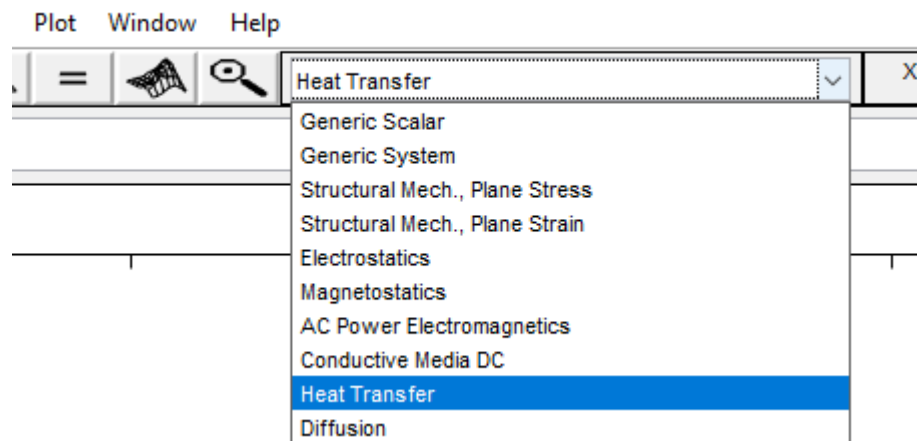 Plot Window Help
= Heat Transfer X
Generic Scalar
Generic System
Structural Mech., Plane Stress
Structural Mech., Plane Strain
Electrostatics
Magnetostatics
AC Power Electromagnetics
Conductive Media DC
Heat Transfer
Diffusion